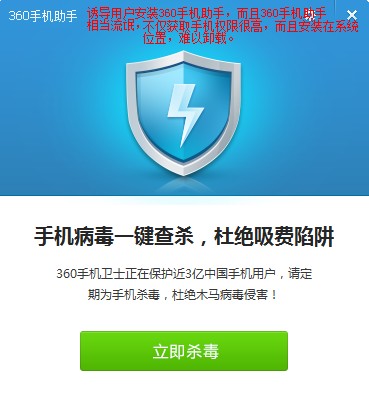 360手机助手
诱导用户安装360手机助手，而且360手机助手
相当流氓，不仅获取手机权限很高，而且安装在系统
位置，难以卸载。
手机病毒一键查杀，杜绝吸费陷阱
360手机卫士正在保护近3亿中国手机用户，请定
期为手机杀毒，杜绝木马病毒侵害！
立即杀毒